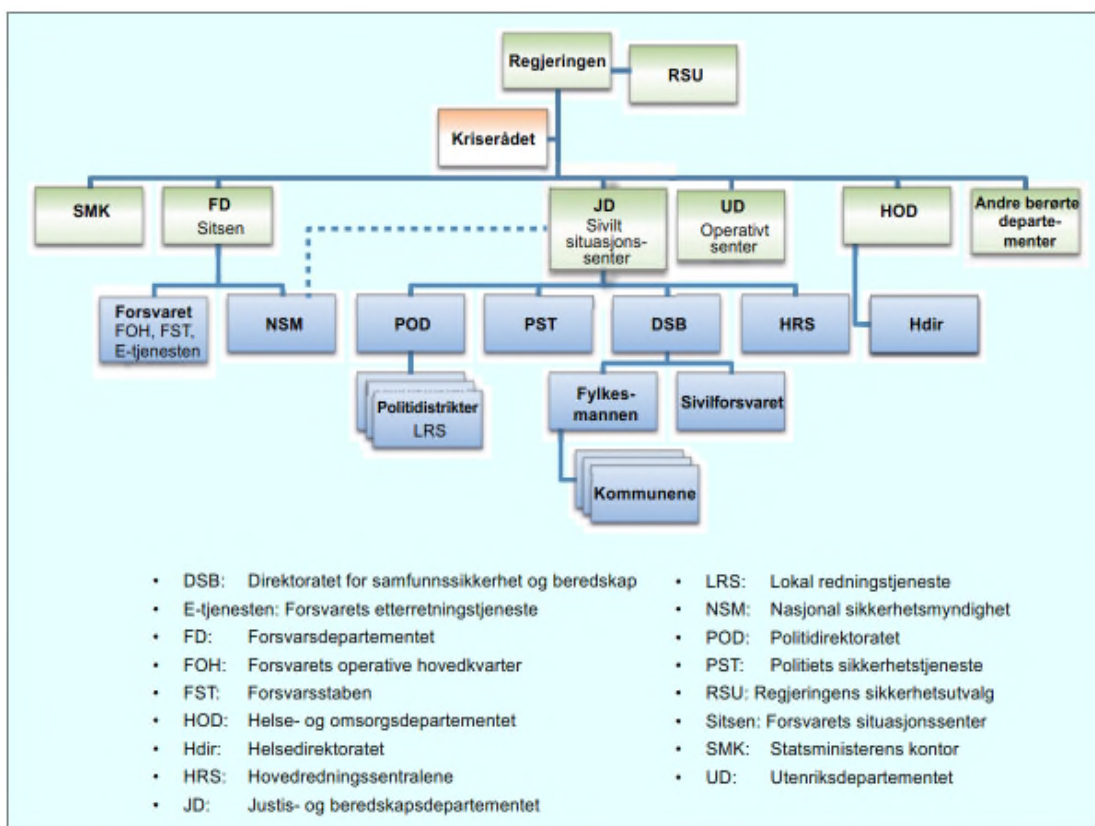 Regjeringen
RSU
Kriserådet
SMK
FD
Sitsen
JD
Sivilt
situasjons-
senter
UD
Operativt
senter
HOD
Andre berørte
departe-
menter
Forsvaret
FOH, FST,
E-tjenesten
NSM
POD
PST
DSB
HRS
Hdir
Politidistrikter
LRS
Fylkes-
mannen
Sivilforsvaret
Kommunene
• DSB: Direktoratet for samfunnssikkerhet og beredskap
• E-tjenesten: Forsvarets etterretningstjeneste
• FD: Forsvarsdepartementet
• FOH: Forsvarets operative hovedkvarter
• FST: Forsvarsstaben
• HOD: Helse- og omsorgsdepartementet
• Hdir: Helsedirektoratet
• HRS: Hovedredningssentralene
• JD: Justis- og beredskapsdepartementet
• LRS: Lokal redningstjeneste
• NSM: Nasjonal sikkerhetsmyndighet
• POD: Politidirektoratet
• PST: Politiets sikkerhetstjeneste
• RSU: Regjeringens sikkerhetsutvalg
• Sitsen: Forsvarets situasjonssenter
• SMK: Statsministerens kontor
• UD: Utenriksdepartementet